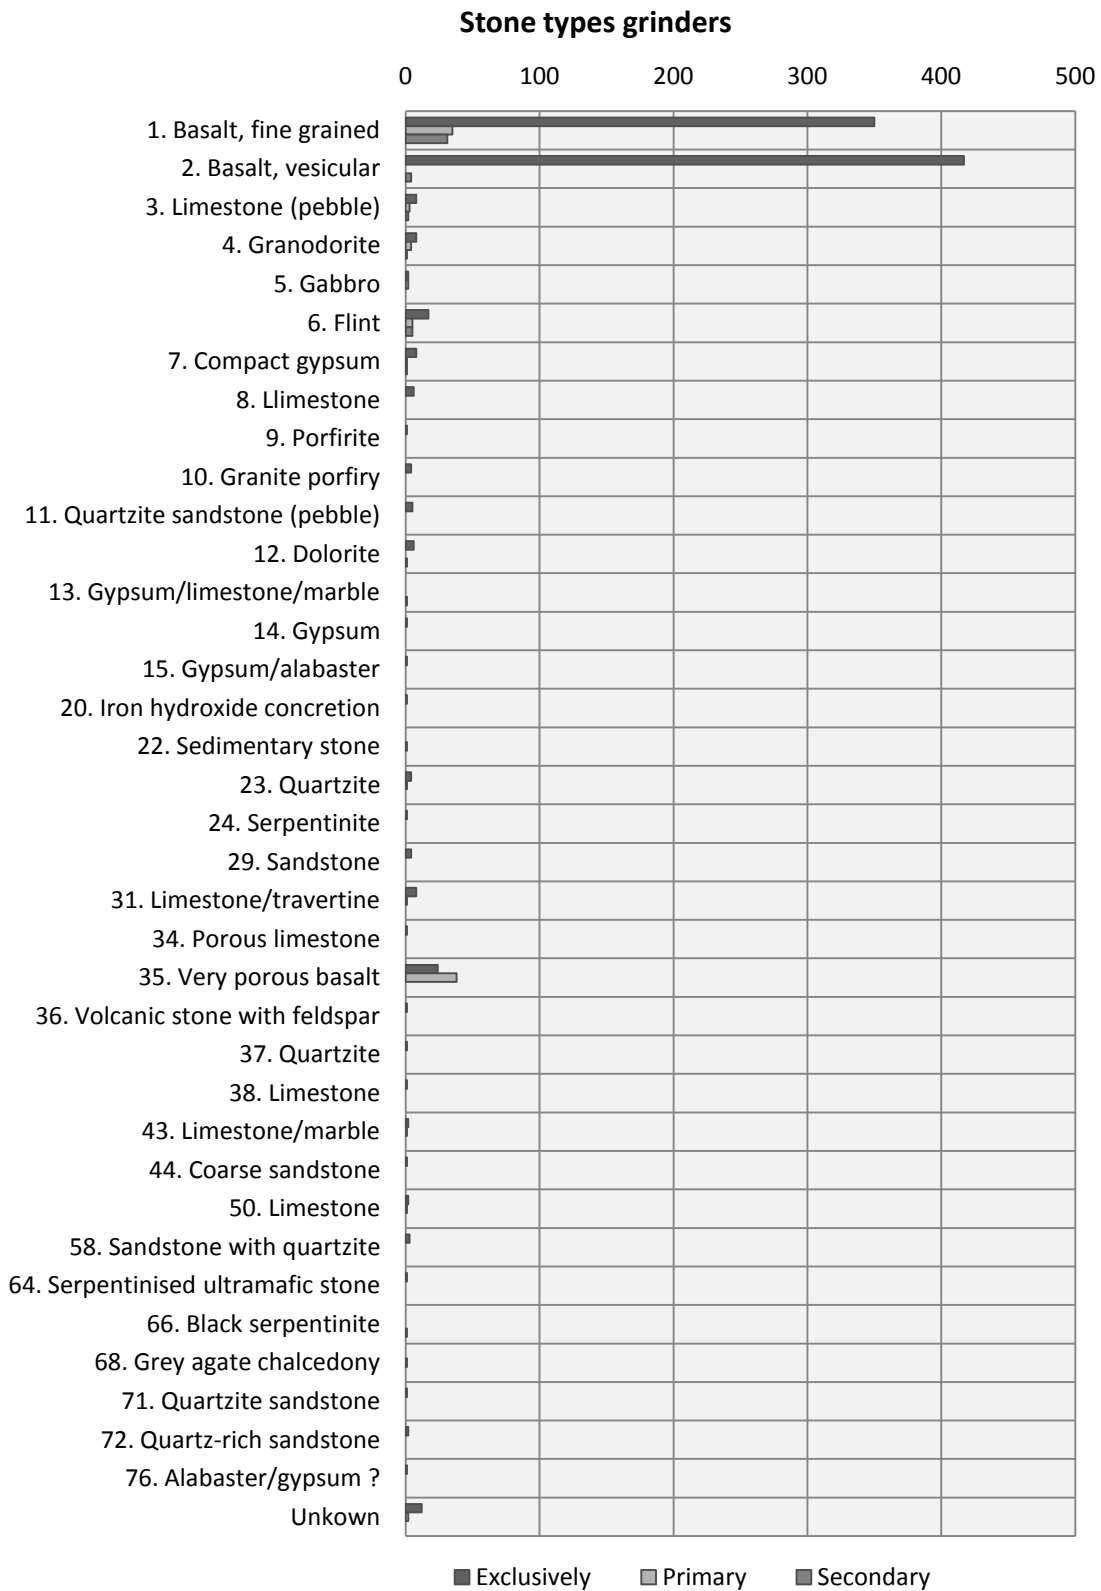 Stone types grinders
0 100 200 300 400 500
1. Basalt, fine grained
2. Basalt, vesicular
3. Limestone (pebble)
4. Granodorite
5. Gabbro
6. Flint
7. Compact gypsum
8. Llimestone
9. Porfirite
10. Granite porfiry
11. Quartzite sandstone (pebble)
12. Dolorite
13. Gypsum/limestone/marble
14. Gypsum
15. Gypsum/alabaster
20. Iron hydroxide concretion
22. Sedimentary stone
23. Quartzite
24. Serpentinite
29. Sandstone
31. Limestone/travertine
34. Porous limestone
35. Very porous basalt
36. Volcanic stone with feldspar
37. Quartzite
38. Limestone
43. Limestone/marble
44. Coarse sandstone
50. Limestone
58. Sandstone with quartzite
64. Serpentinised ultramafic stone
66. Black serpentinite
68. Grey agate chalcedony
71. Quartzite sandstone
72. Quartz-rich sandstone
76. Alabaster/gypsum ?
Unkown
Exclusively Primary Secondary